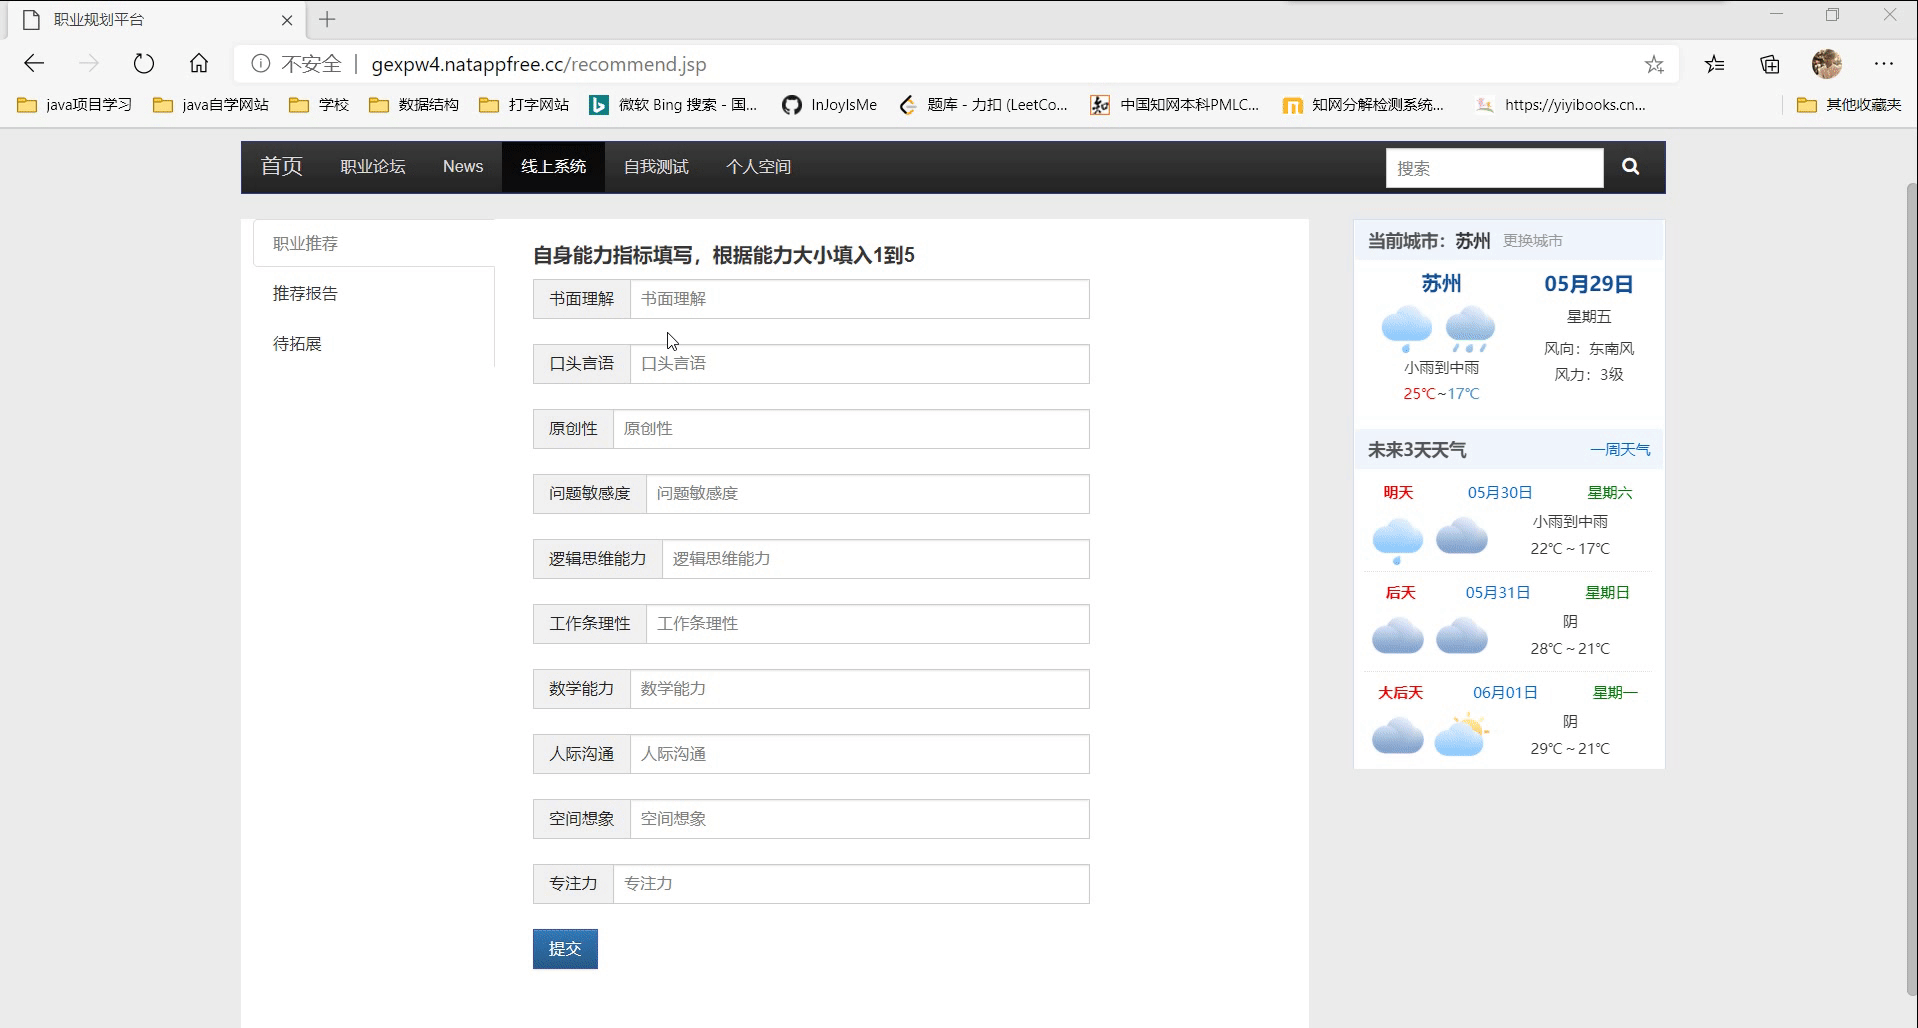 职业规划平台
不安全 | gexpw4.natappfree.cc/recommend.jsp
java项目学习 java自学网站 学校 数据结构 打字网站 微软 Bing 搜索 - 国... InJoyIsMe 题库 - 力扣 (LeetCo... 中国知网本科PMLC... 知网分解检测系统... https://yiyibooks.cn... 其他收藏夹
首页 职业论坛 News 线上系统 自我测试 个人空间 搜索
职业推荐
推荐报告
待拓展
自身能力指标填写，根据能力大小填入1到5
书面理解 书面理解
口头言语 口头言语
原创性 原创性
问题敏感度 问题敏感度
逻辑思维能力 逻辑思维能力
工作条理性 工作条理性
数学能力 数学能力
人际沟通 人际沟通
空间想象 空间想象
专注力 专注力
提交
当前城市：苏州 更换城市
苏州
小雨到中雨
25℃~17℃
05月29日
星期五
风向：东南风
风力：3级
未来3天天气 一周天气
明天 05月30日 星期六
小雨到中雨
22℃ ~ 17℃
后天 05月31日 星期日
阴
28℃ ~ 21℃
大后天 06月01日 星期一
阴
29℃ ~ 21℃